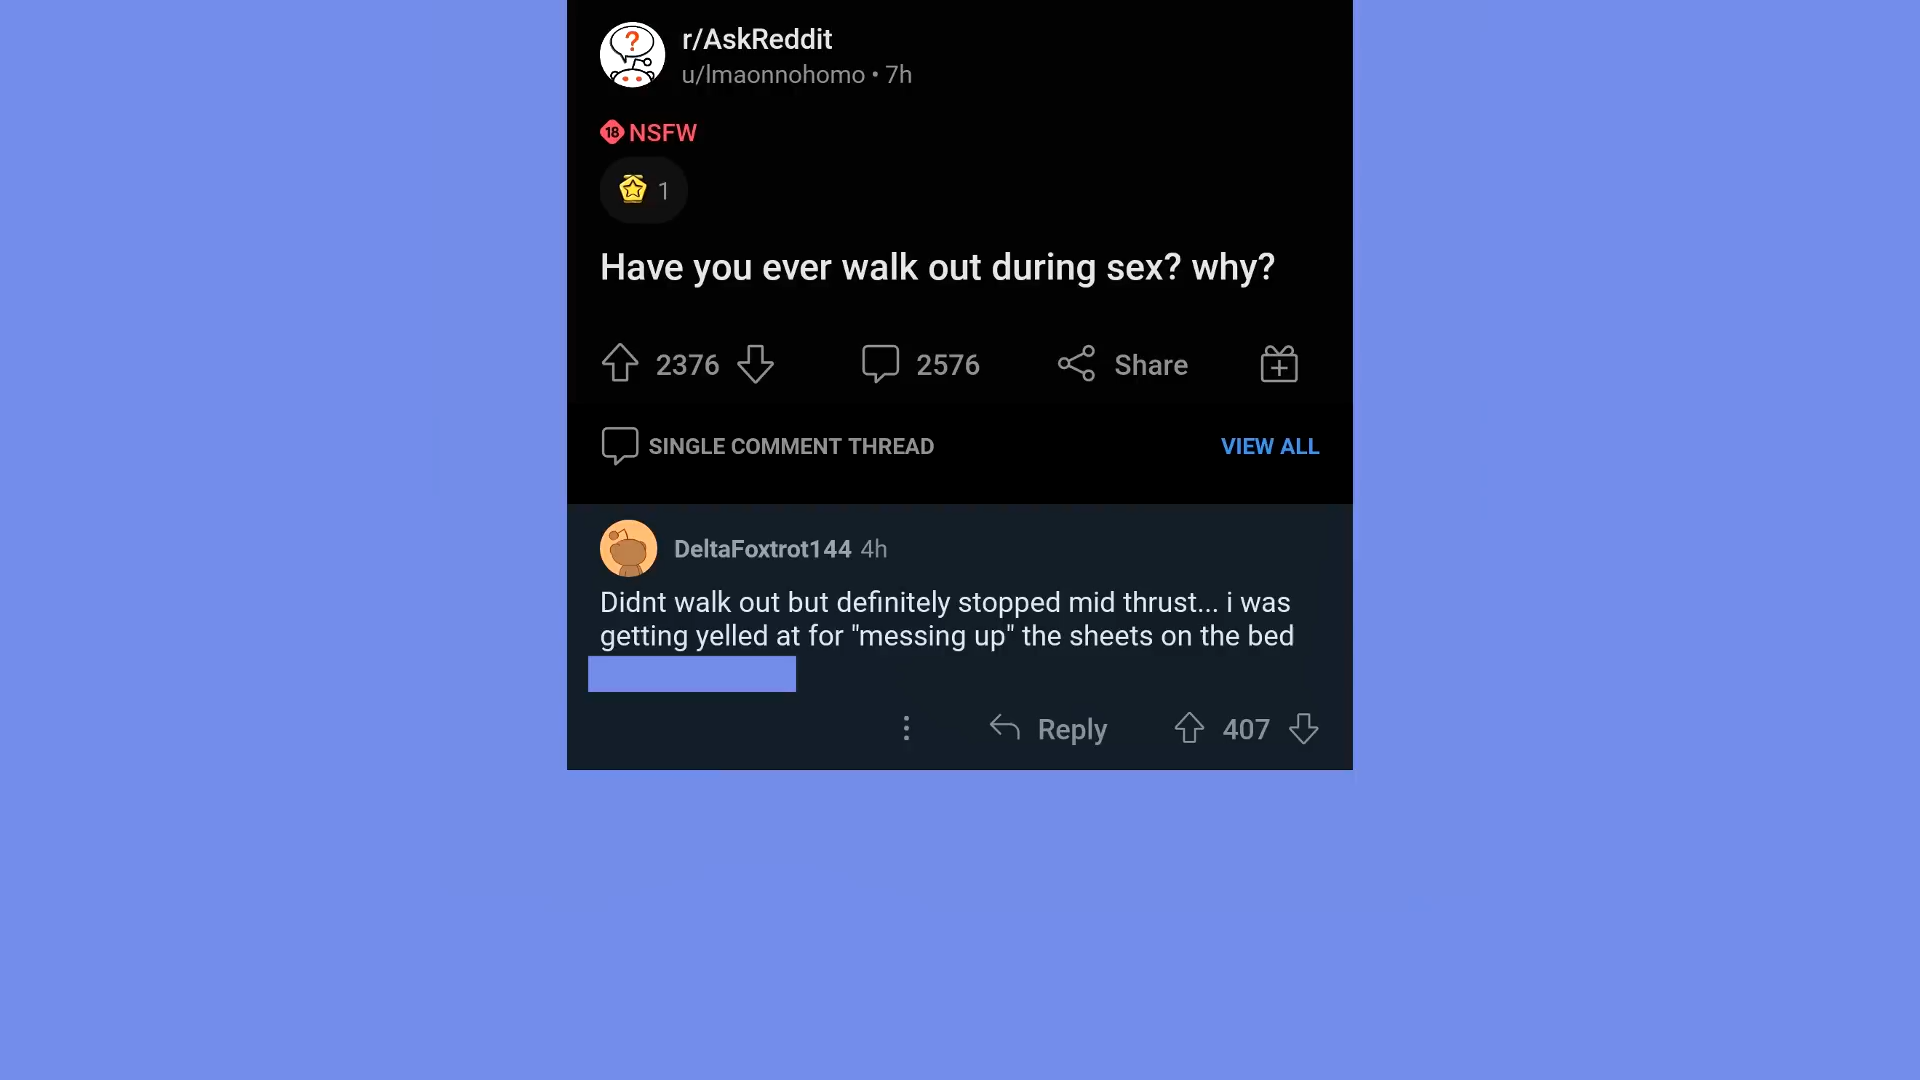 r/AskReddit
u/lmaonnohomo • 7h
18 NSFW
1
Have you ever walk out during sex? why?
2376 2576 Share
SINGLE COMMENT THREAD VIEW ALL
DeltaFoxtrot144 4h
Didnt walk out but definitely stopped mid thrust... i was
getting yelled at for "messing up" the sheets on the bed
Reply 407